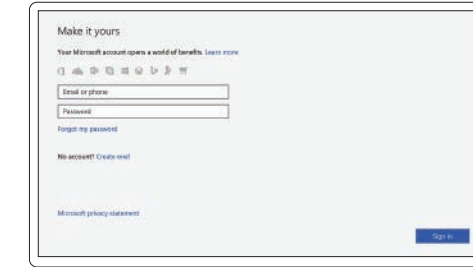 Make it yours
Your Microsoft account opens a world of benefits. Learn more
Email or phone
Password
Forgot my password
No account? Create one!
Microsoft privacy statement
Sign in